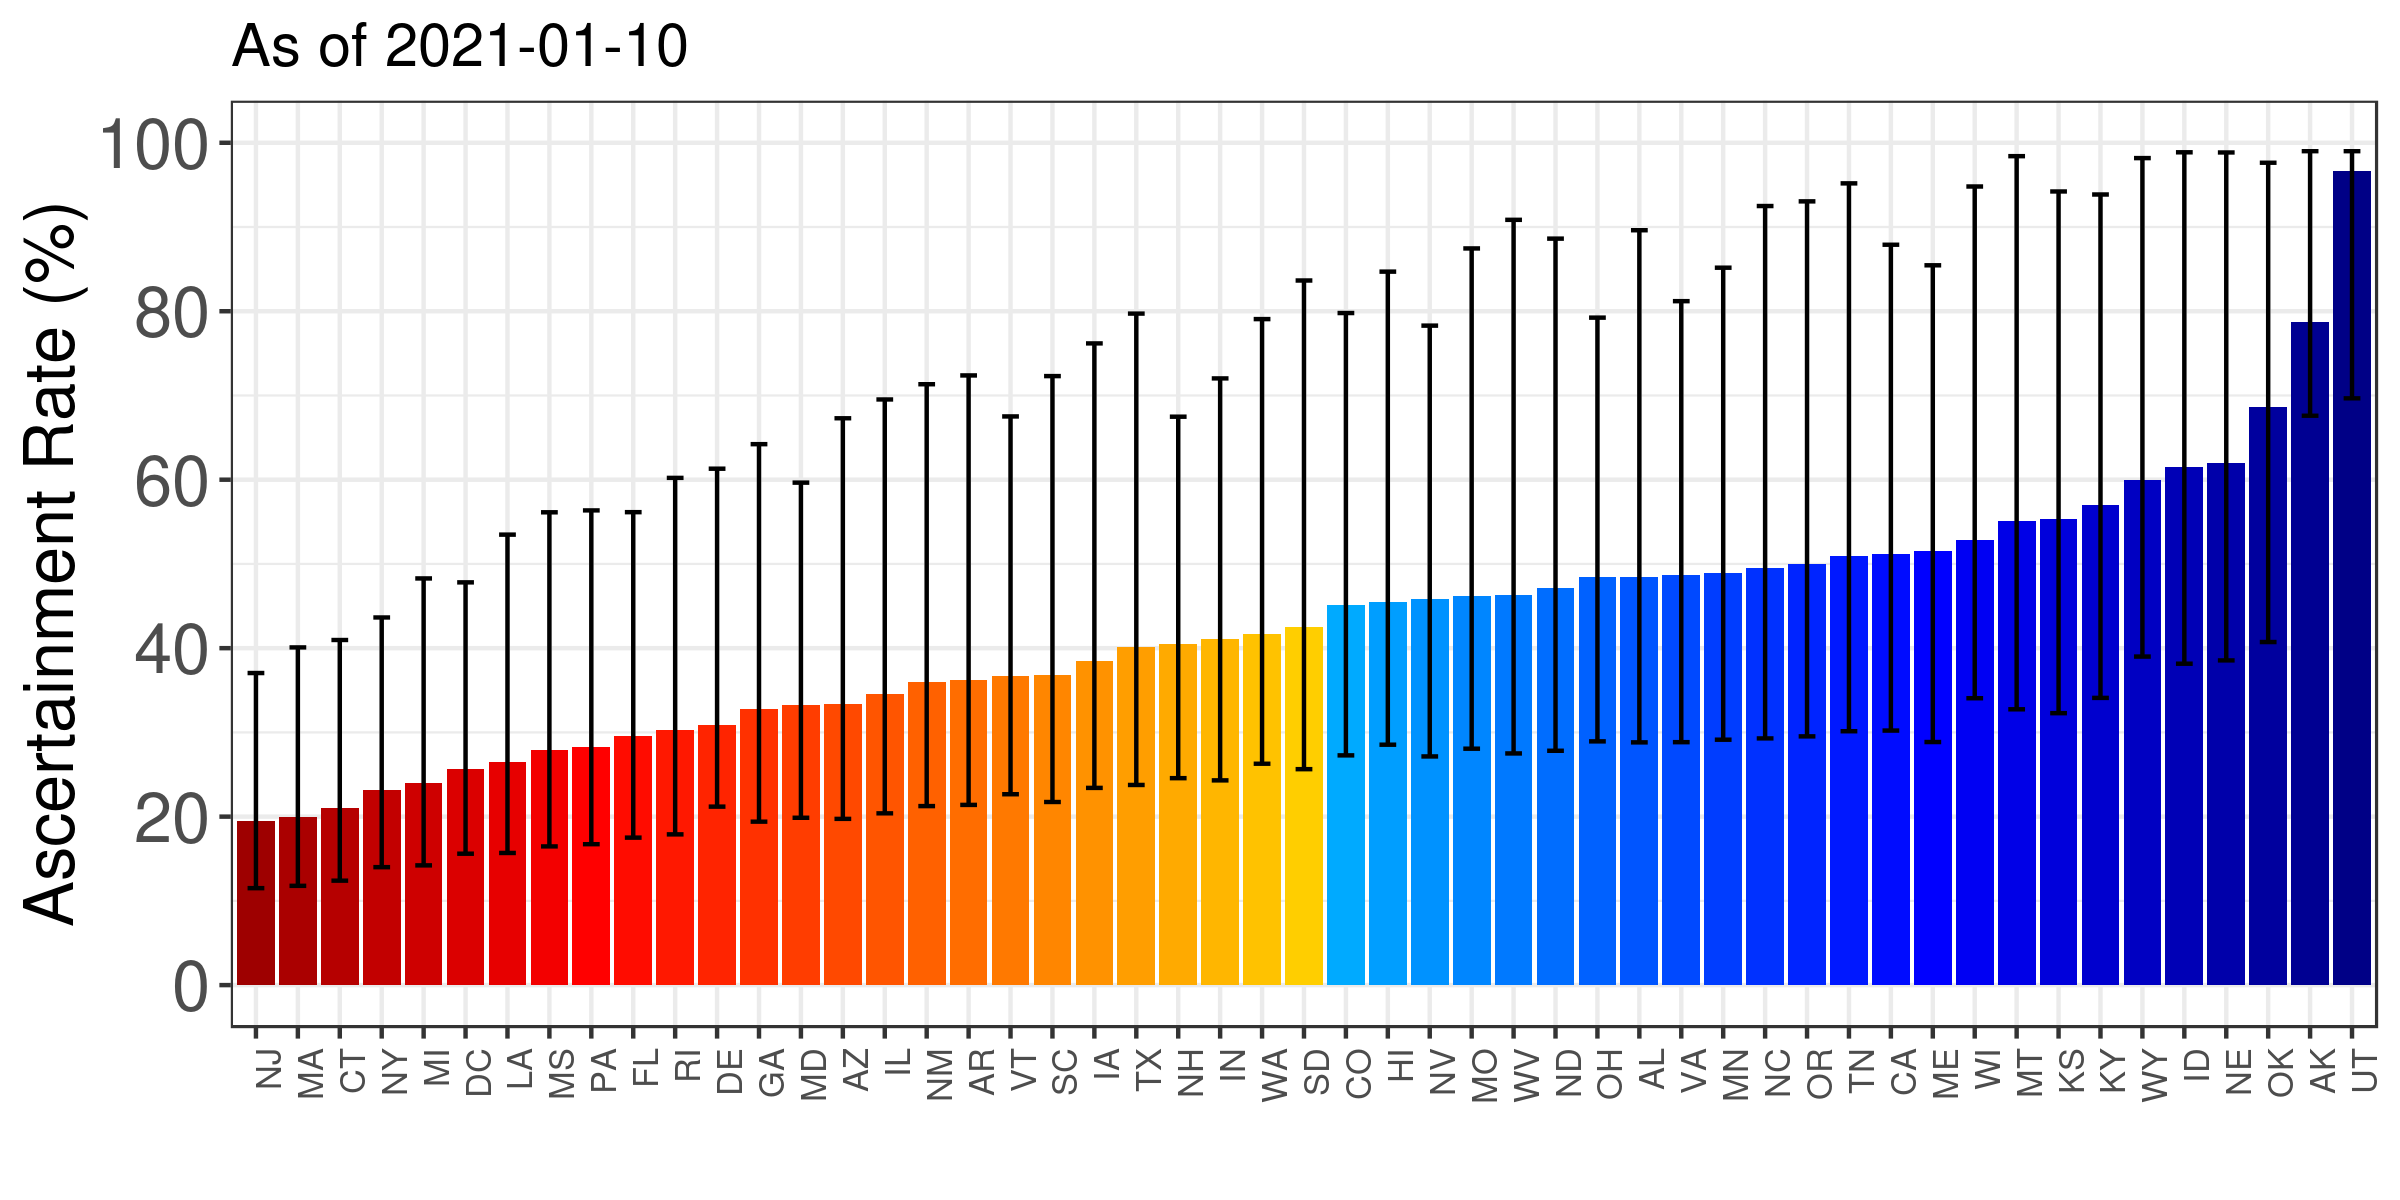 As of 2021-01-10
Ascertainment Rate (%)
100
80
60
40
20
0
NJ MA CT NY MI DC LA MS PA FL RI DE GA MD AZ IL NM AR VT SC IA TX NH IN WA SD CO HI NV MO WV ND OH AL VA MN NC OR TN CA ME WI MT KS KY WY ID NE OK AK UT